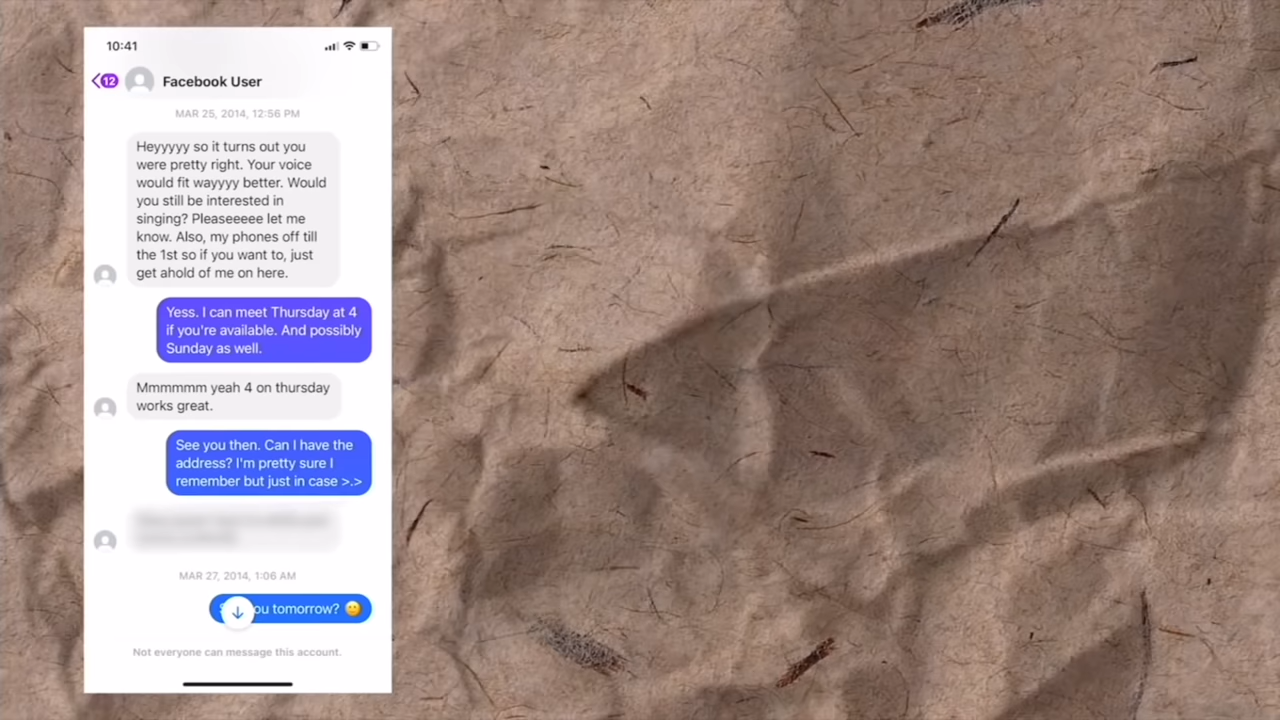 10:41
12
Facebook User
MAR 25, 2014, 12:56 PM
Heyyyyy so it turns out you
were pretty right. Your voice
would fit wayyyy better. Would
you still be interested in
singing? Pleaseeeee let me
know. Also, my phones off till
the 1st so if you want to, just
get ahold of me on here.
Yess. I can meet Thursday at 4
if you're available. And possibly
Sunday as well.
Mmmmmm yeah 4 on thursday
works great.
See you then. Can I have the
address? I'm pretty sure I
remember but just in case >.>
MAR 27, 2014, 1:06 AM
tomorrow? 🙂
Not everyone can message this account.